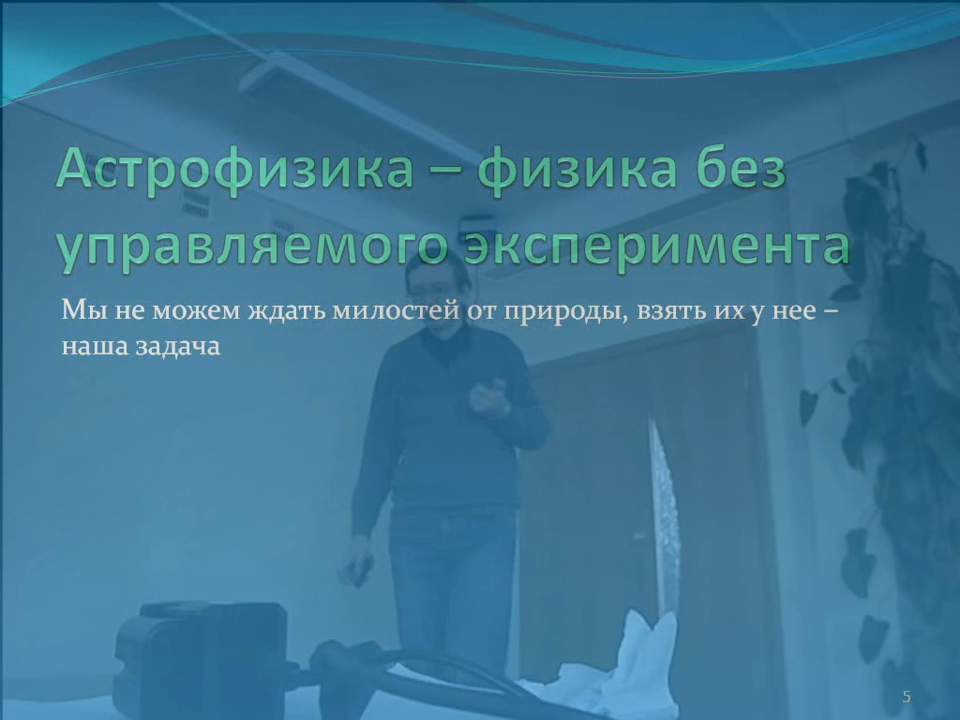 Астрофизика – физика без
управляемого эксперимента
Мы не можем ждать милостей от природы, взять их у нее –
наша задача
5